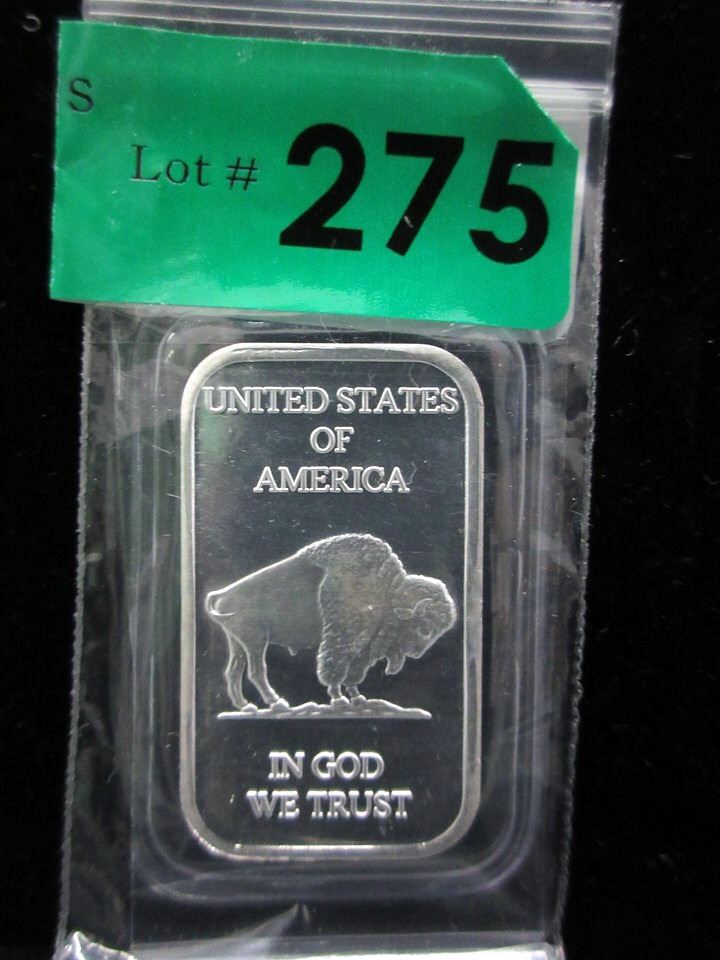 S
Lot # 275
UNITED STATES
OF
AMERICA
IN GOD
WE TRUST